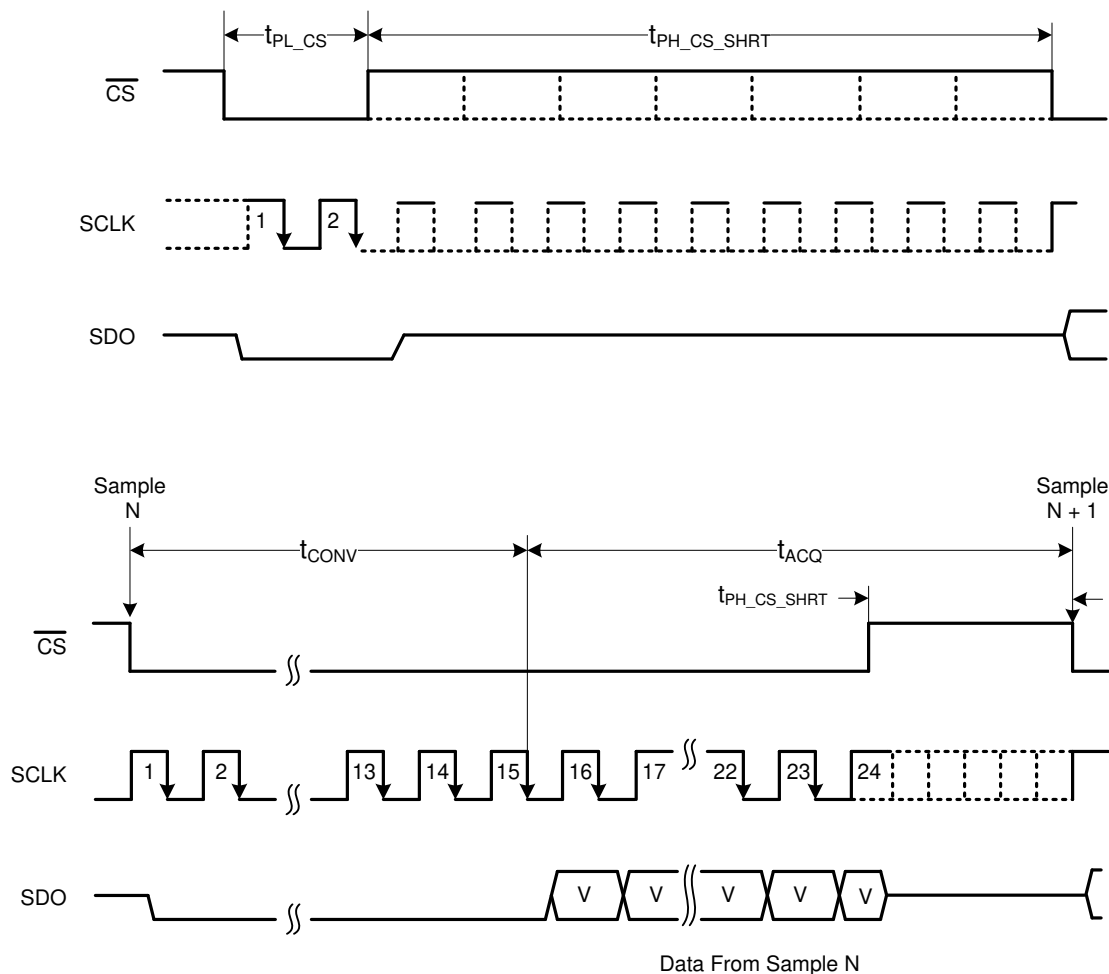 tPL_CS tPH_CS_SHRT
CS
SCLK 1 2
SDO
Sample N Sample N + 1
tCONV tACQ
tPH_CS_SHRT
CS
SCLK 1 2 13 14 15 16 17 22 23 24
SDO V V V V V
Data From Sample N